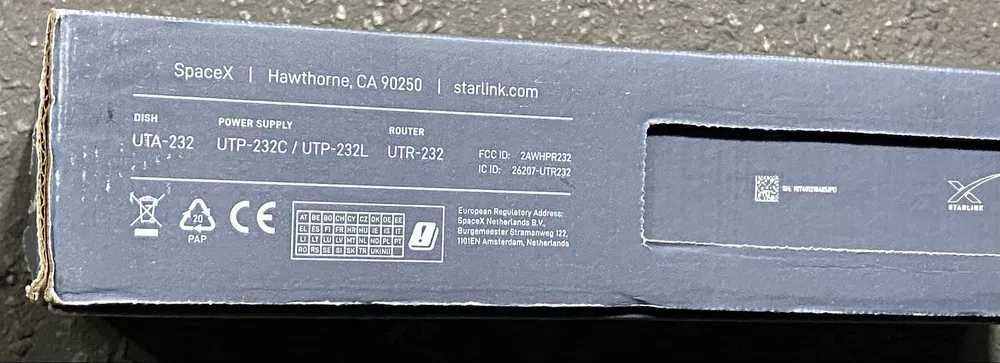 SpaceX | Hawthorne, CA 90250 | starlink.com
DISH
UTA-232
POWER SUPPLY
UTP-232C / UTP-232L
ROUTER
UTR-232
FCC ID: 2AWHPR232
IC ID: 26207-UTR232
20
PAP
CE
AT BE BG CH CY CZ DK DE EE
EL ES FI FR HR HU IE IS IT
LI LT LU LV MT NL NO PL PT
RO RS SE SI SK TR UK(NI)
European Regulatory Address:
SpaceX Netherlands B.V.,
Burgemeester Stramanweg 122,
1101EN Amsterdam, Netherlands
SN:
STARLINK